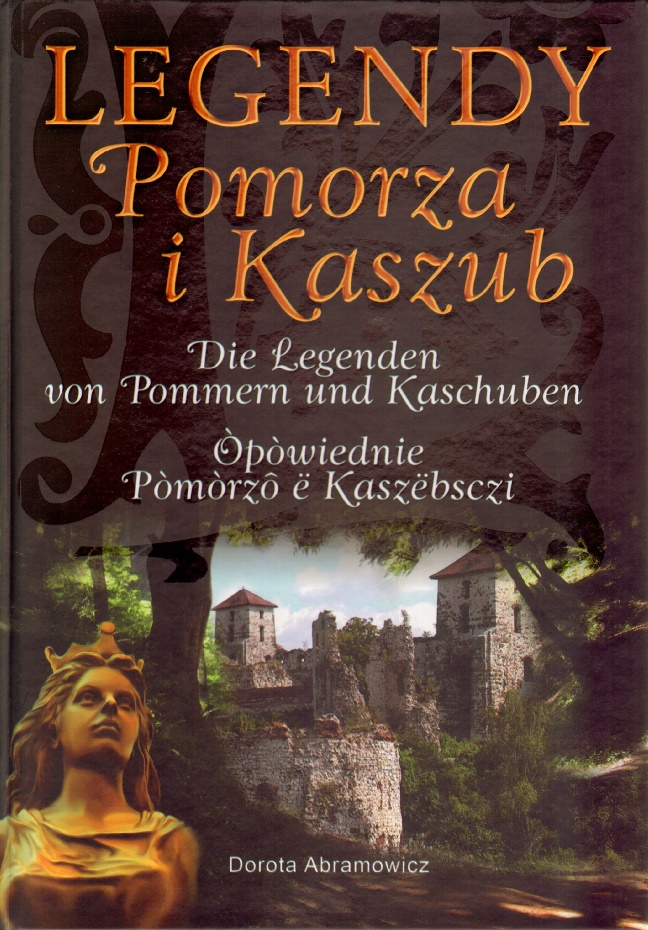 LEGENDY
Pomorza
i Kaszub
Die Legenden
von Pommern und Kaschuben
Òpòwiednie
Pòmòrzô ë Kaszëbsczi
Dorota Abramowicz